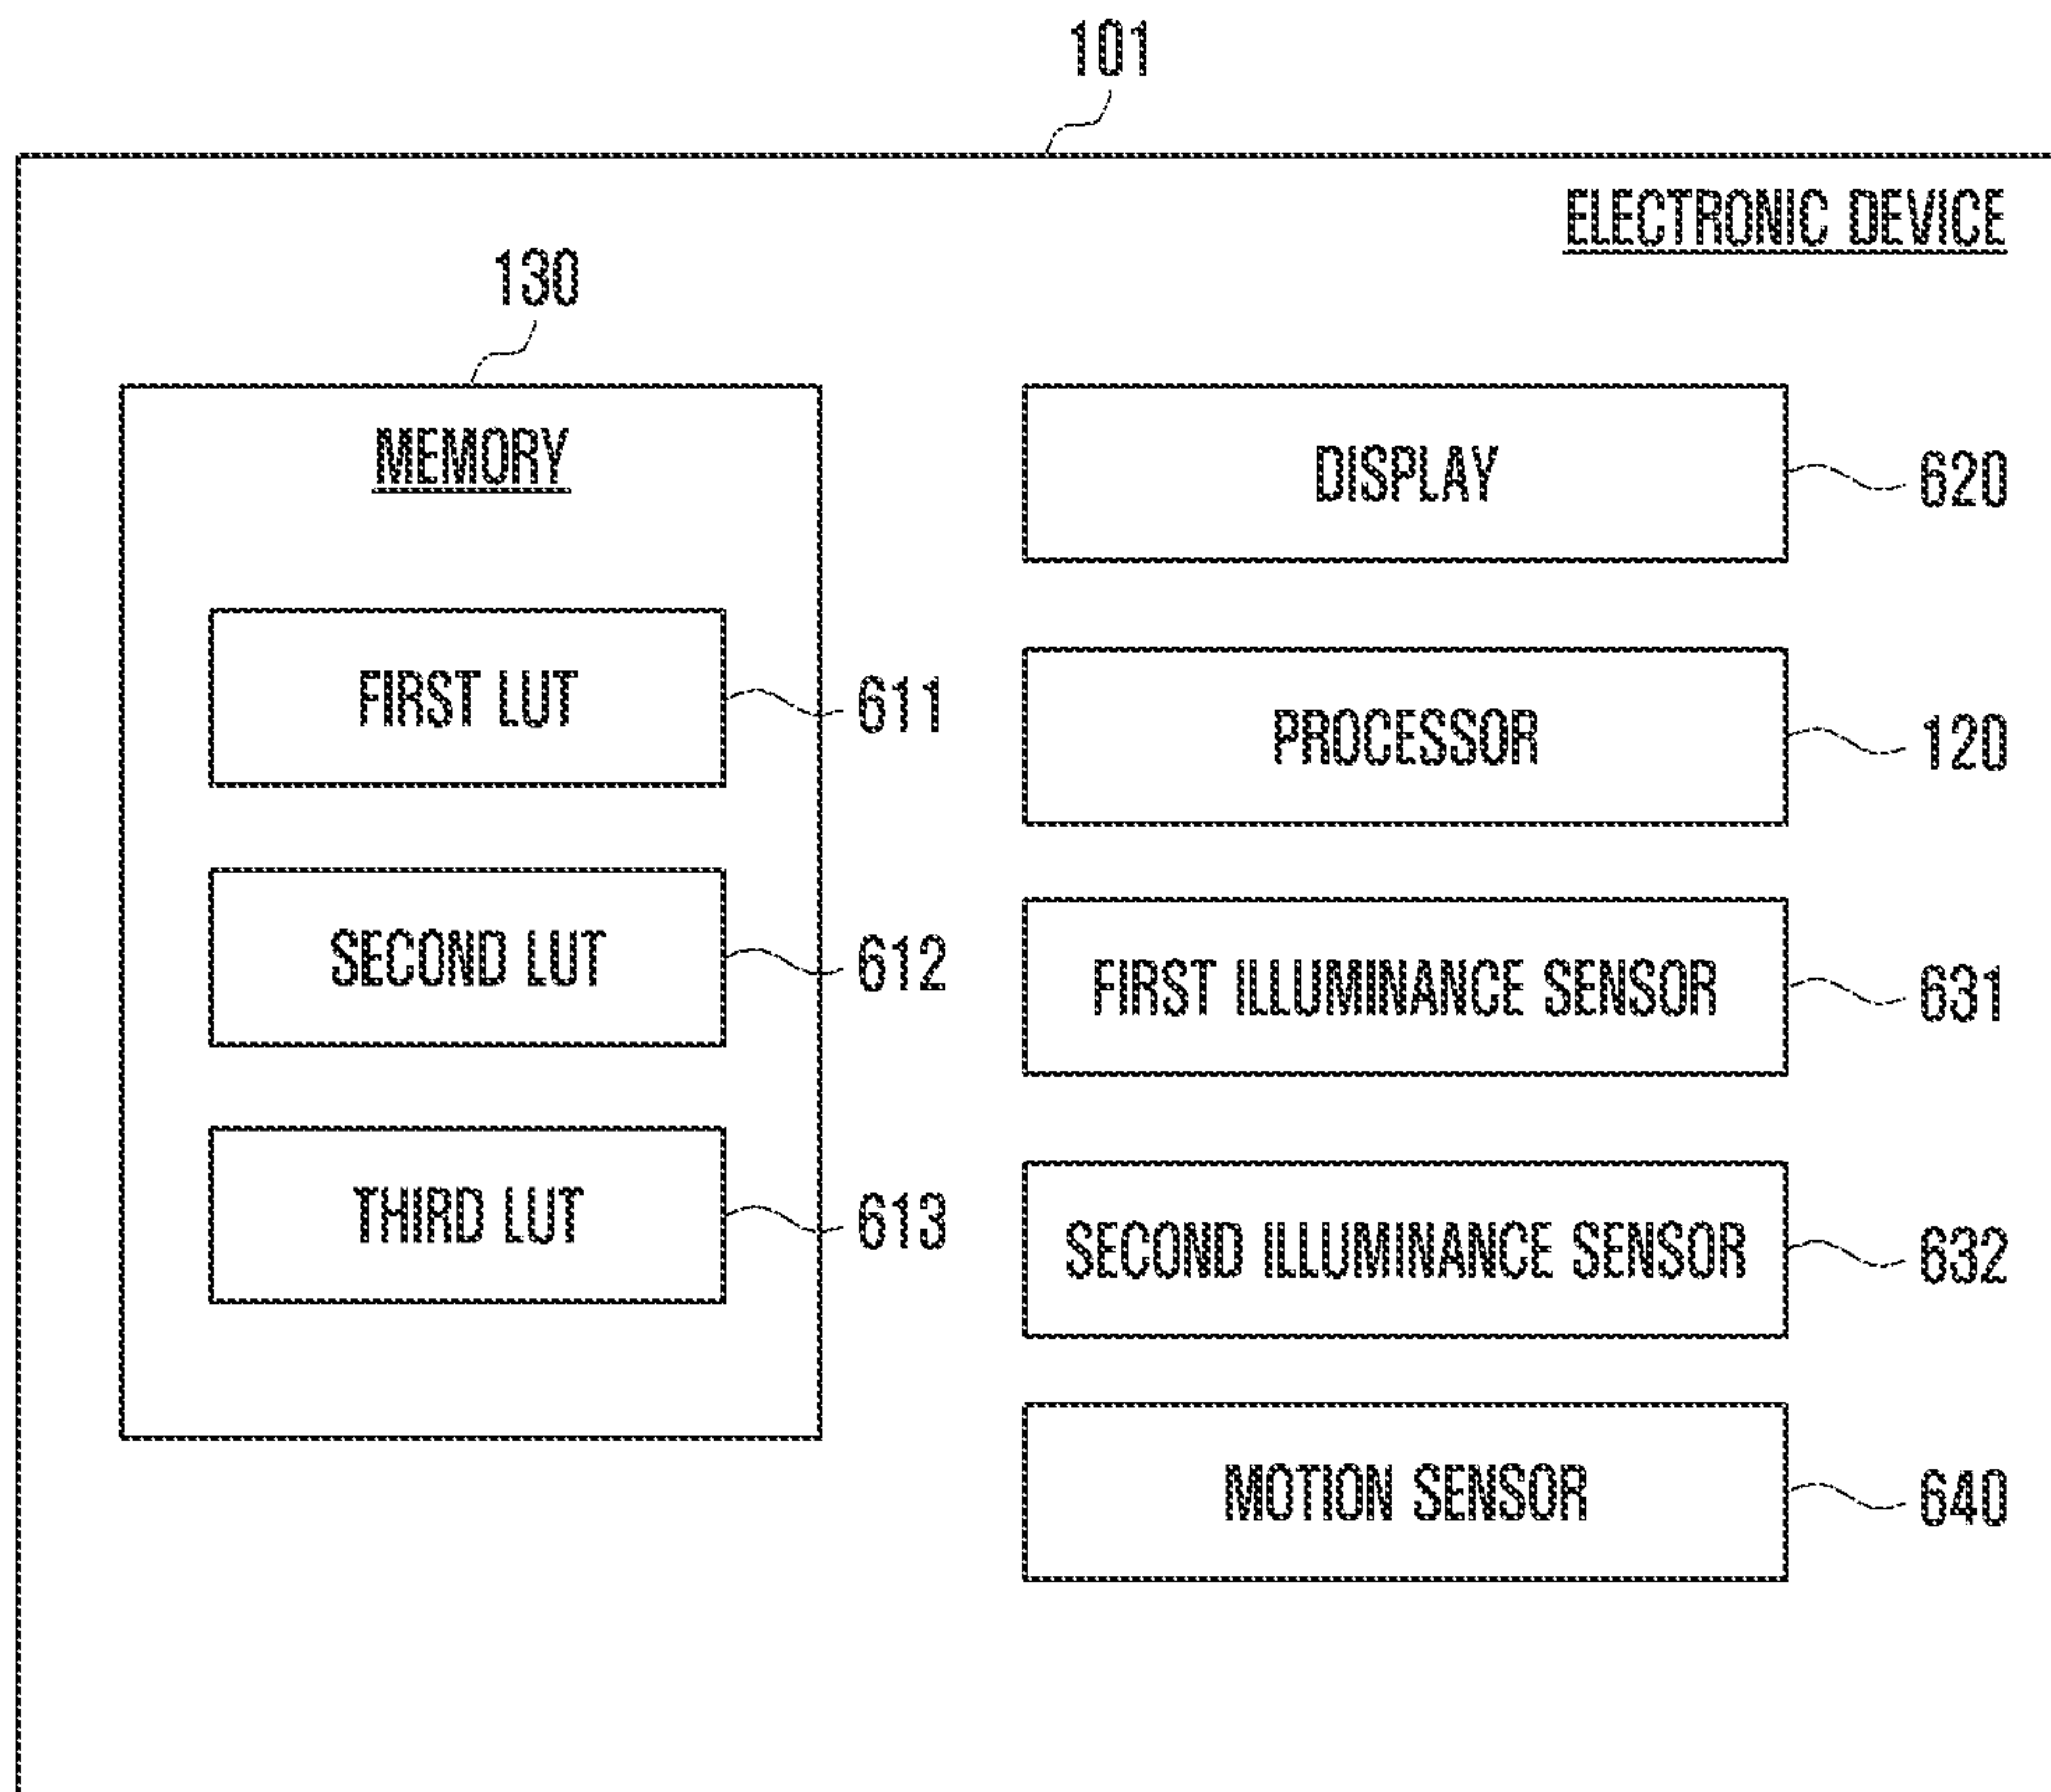 101
ELECTRONIC DEVICE
130
MEMORY
FIRST LUT
611
SECOND LUT
612
THIRD LUT
613
DISPLAY
620
PROCESSOR
120
FIRST ILLUMINANCE SENSOR
631
SECOND ILLUMINANCE SENSOR
632
MOTION SENSOR
640